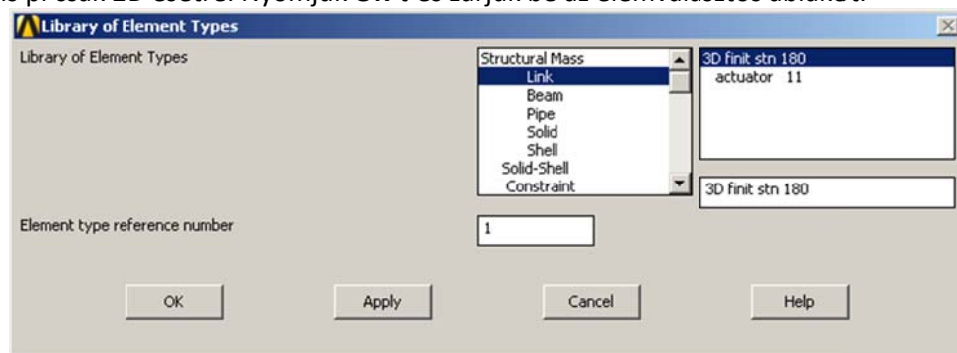 Library of Element Types
Library of Element Types
Structural Mass
Link
Beam
Pipe
Solid
Shell
Solid-Shell
Constraint
3D finit stn 180
actuator 11
3D finit stn 180
Element type reference number
1
OK Apply Cancel Help